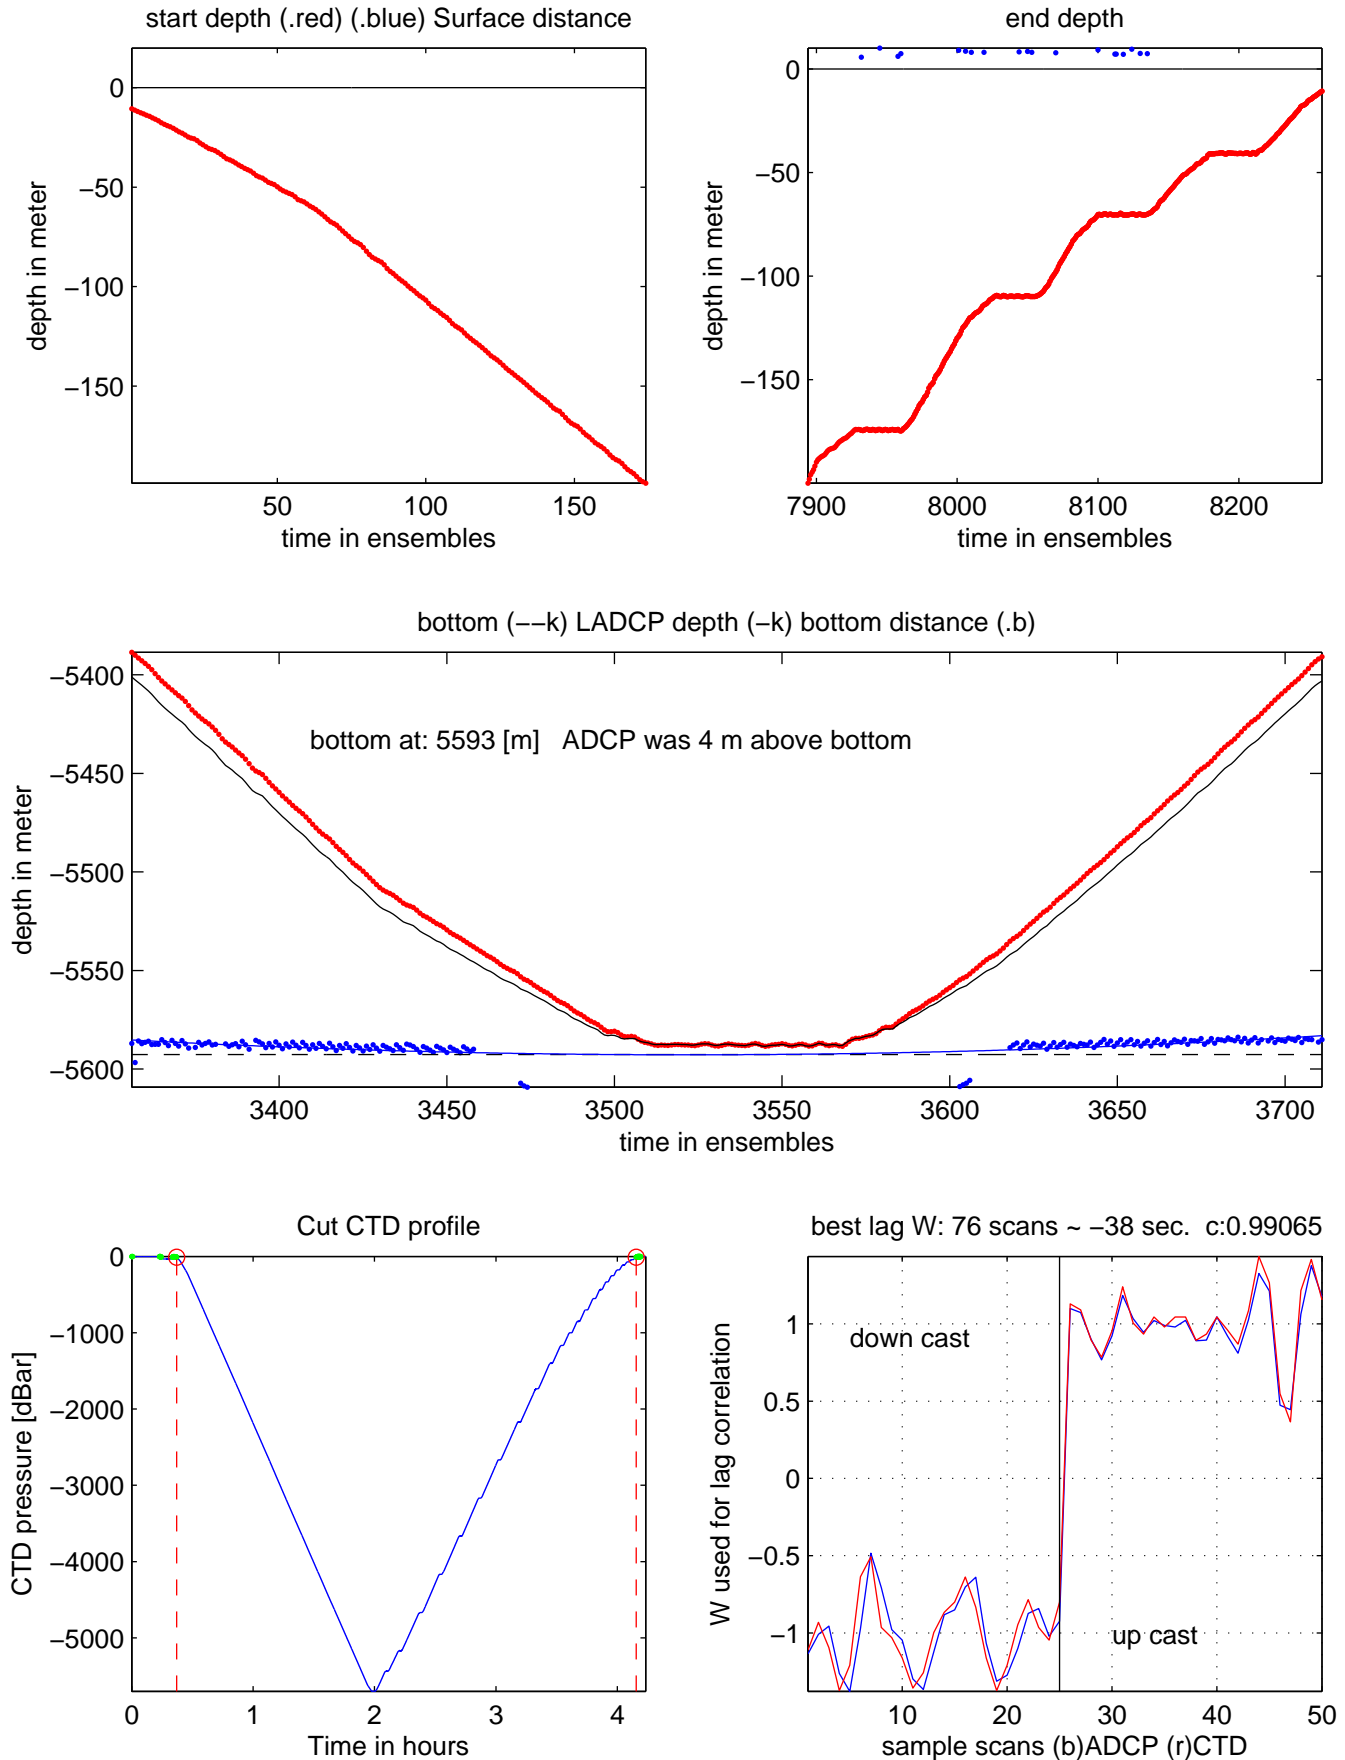 start depth (.red) (.blue) Surface distance
0
−50
−100
−150
depth in meter
50
100
150
time in ensembles
end depth
0
−50
−100
−150
depth in meter
7900
8000
8100
8200
time in ensembles
bottom (−−k) LADCP depth (−k) bottom distance (.b)
−5400
−5450
−5500
−5550
−5600
depth in meter
bottom at: 5593 [m] ADCP was 4 m above bottom
3400
3450
3500
3550
3600
3650
3700
time in ensembles
Cut CTD profile
0
−1000
−2000
−3000
−4000
−5000
CTD pressure [dBar]
0
1
2
3
4
Time in hours
best lag W: 76 scans ~ −38 sec. c:0.99065
1
0.5
0
−0.5
−1
W used for lag correlation
down cast
up cast
10
20
30
40
50
sample scans (b)ADCP (r)CTD